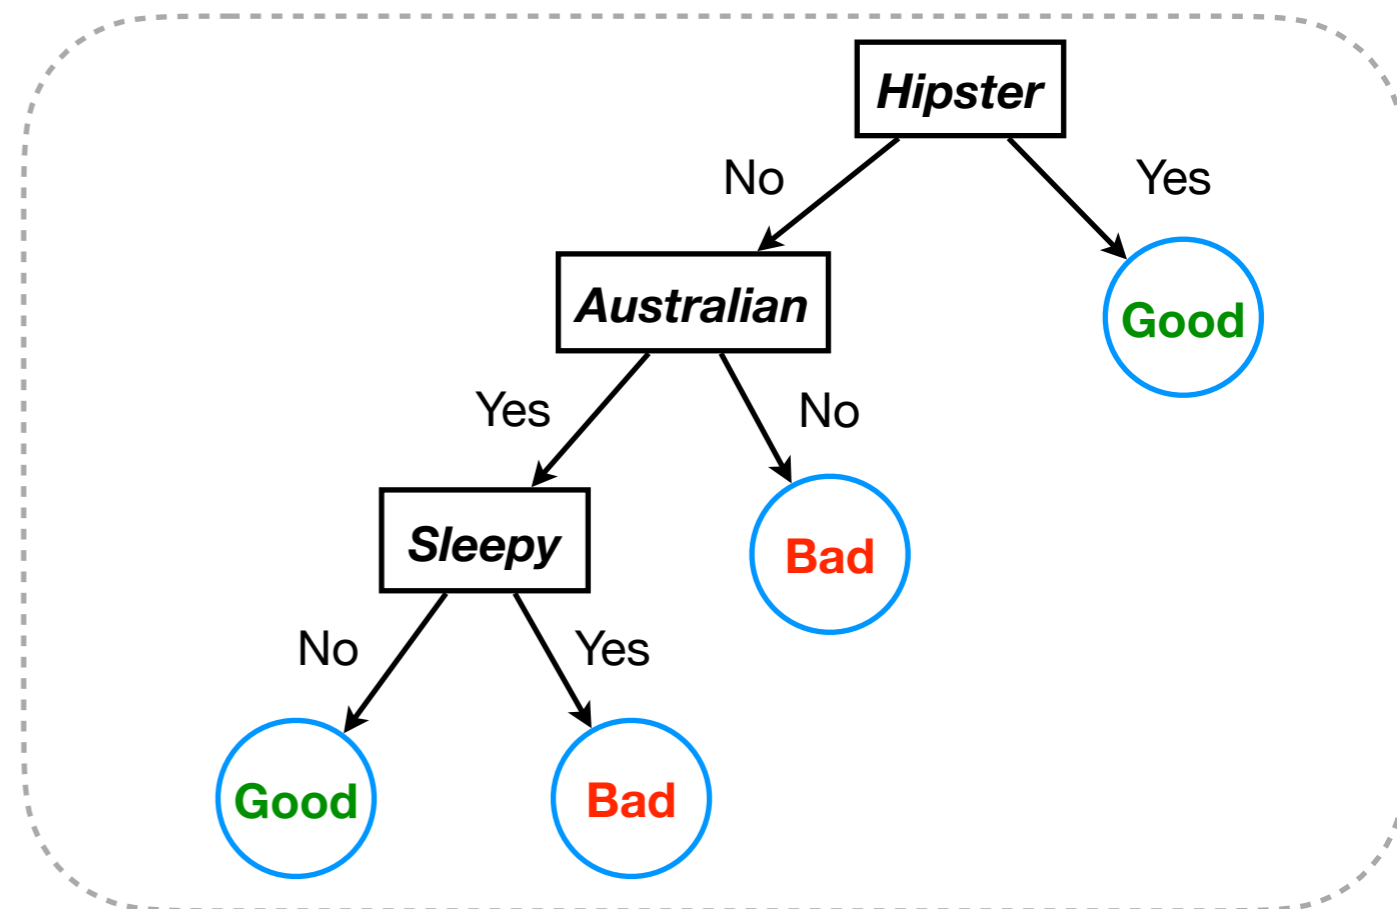 Hipster
No
Yes
Australian
Good
Yes
No
Sleepy
Bad
No
Yes
Good
Bad